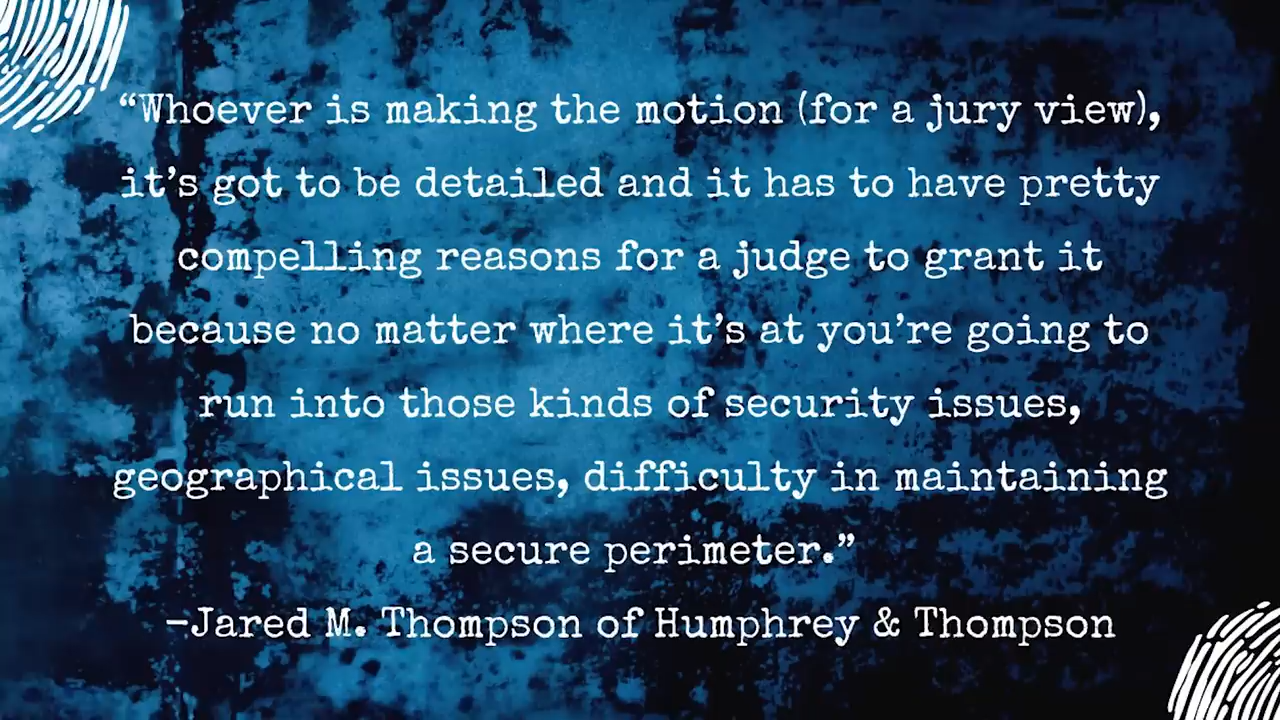 “Whoever is making the motion (for a jury view),
it’s got to be detailed and it has to have pretty
compelling reasons for a judge to grant it
because no matter where it’s at you’re going to
run into those kinds of security issues,
geographical issues, difficulty in maintaining
a secure perimeter.”
–Jared M. Thompson of Humphrey & Thompson